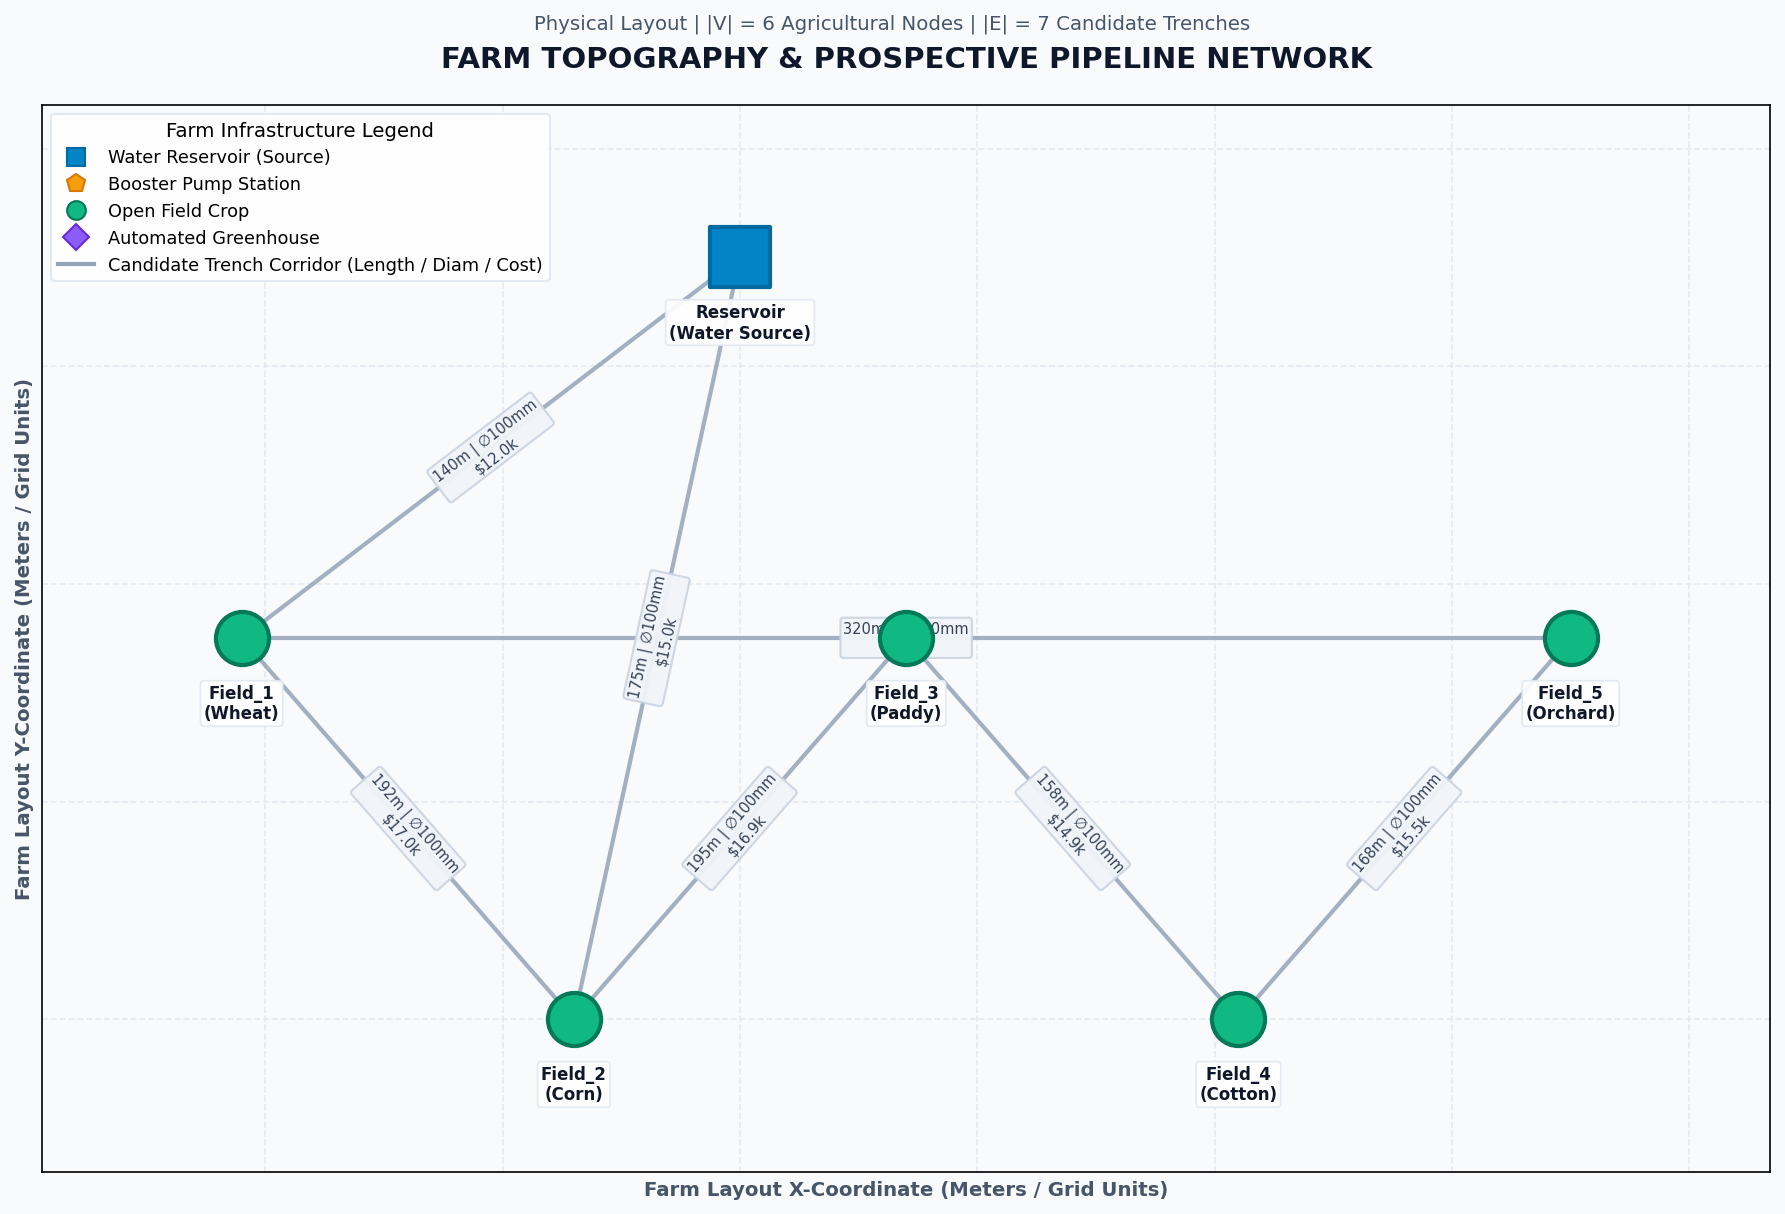 Physical Layout | |V| = 6 Agricultural Nodes | |E| = 7 Candidate Trenches
FARM TOPOGRAPHY & PROSPECTIVE PIPELINE NETWORK
Farm Infrastructure Legend
Water Reservoir (Source)
Booster Pump Station
Open Field Crop
Automated Greenhouse
Candidate Trench Corridor (Length / Diam / Cost)
Reservoir
(Water Source)
140m | ∅100mm
$12.0k
175m | ∅100mm
$15.0k
Field_1
(Wheat)
Field_3
(Paddy)
Field_5
(Orchard)
192m | ∅100mm
$17.0k
195m | ∅100mm
$16.9k
158m | ∅100mm
$14.9k
168m | ∅100mm
$15.5k
Field_2
(Corn)
Field_4
(Cotton)
Farm Layout X-Coordinate (Meters / Grid Units)
Farm Layout Y-Coordinate (Meters / Grid Units)